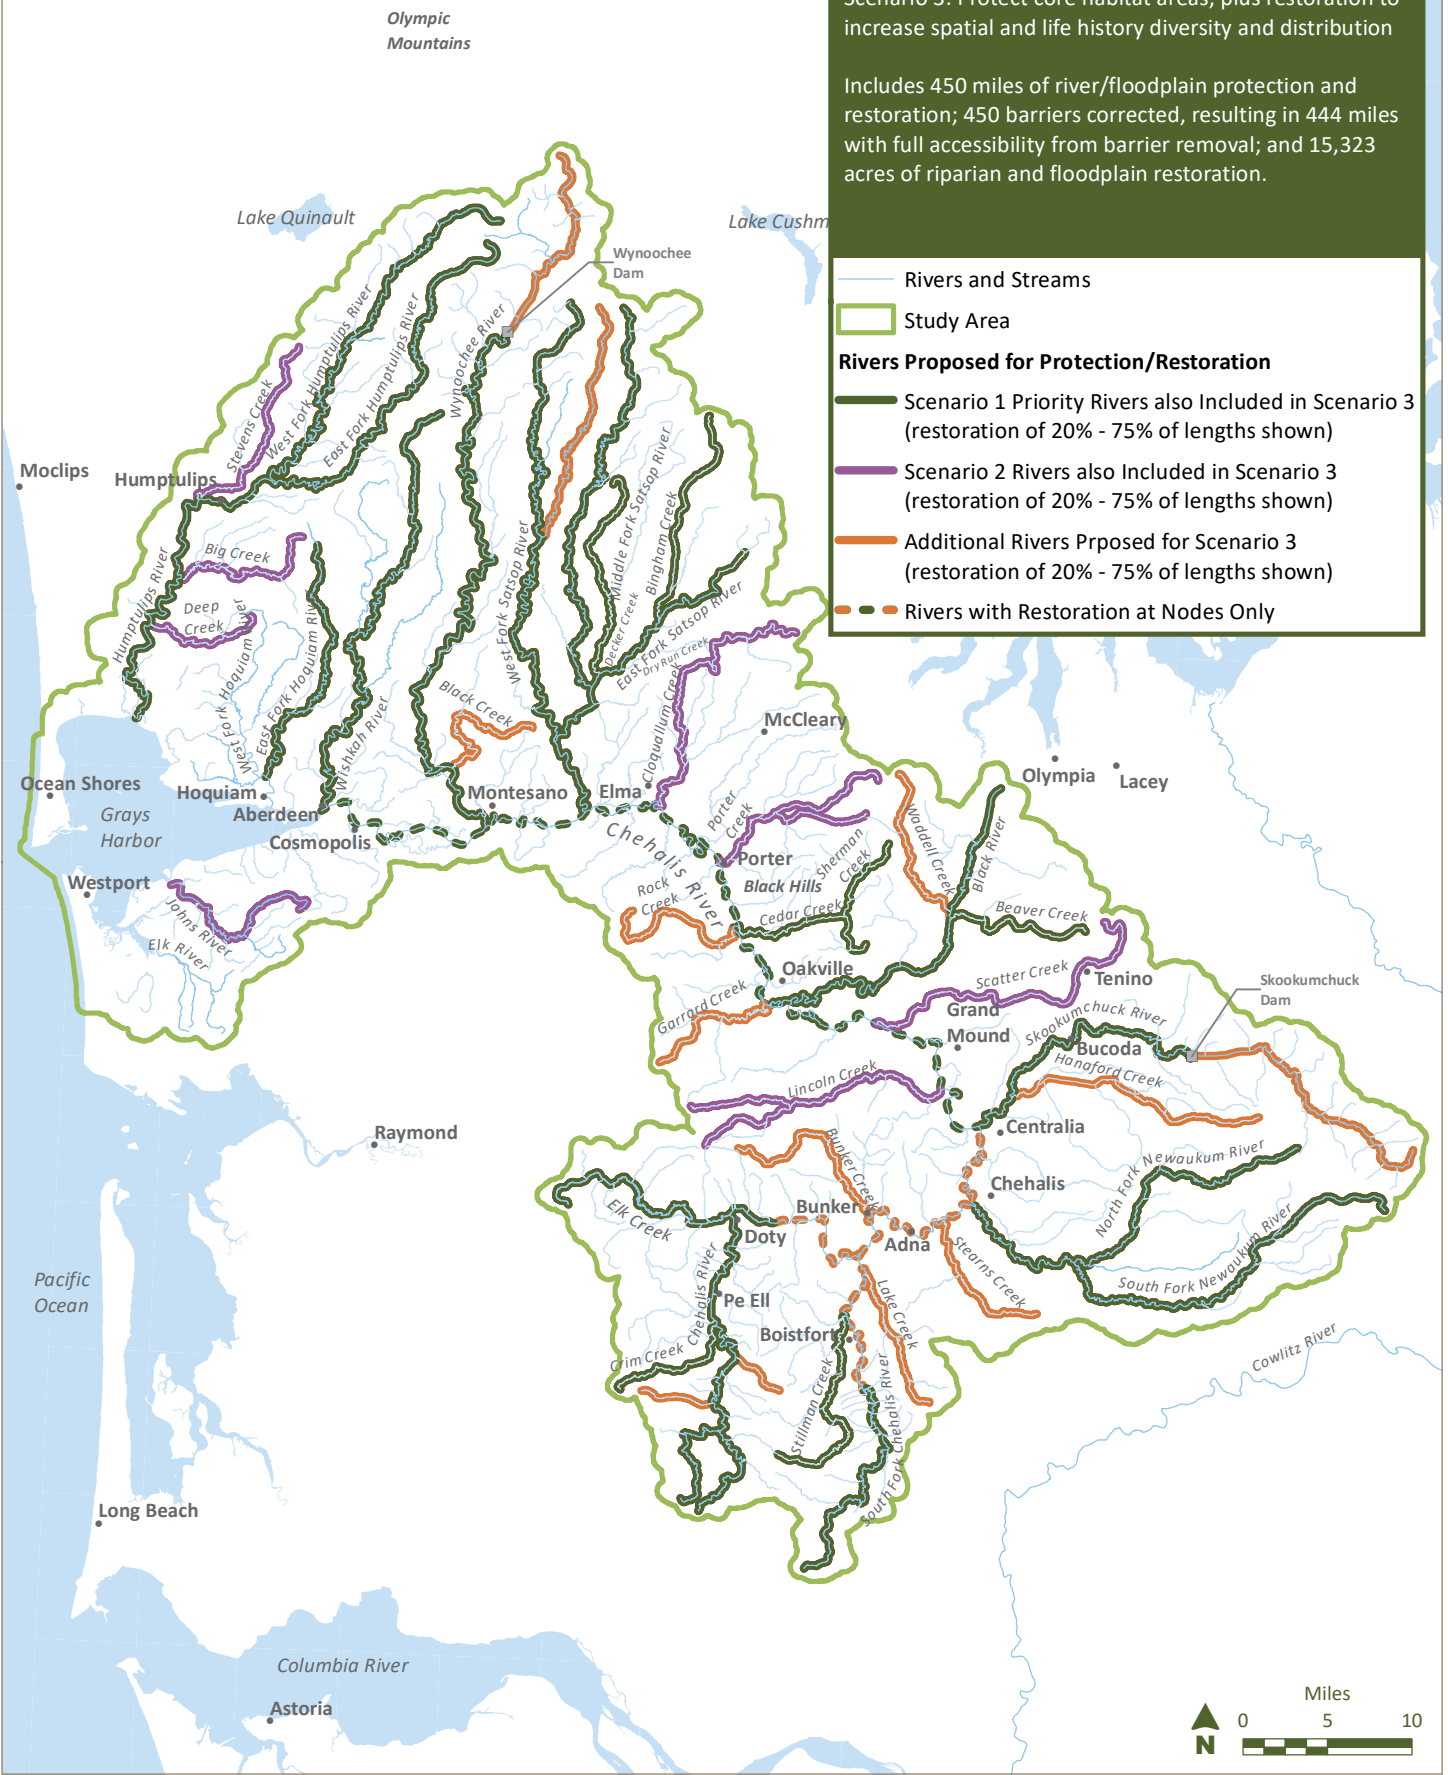 Scenario 3: Protect core habitat areas, plus restoration to
increase spatial and life history diversity and distribution
Includes 450 miles of river/floodplain protection and
restoration; 450 barriers corrected, resulting in 444 miles
with full accessibility from barrier removal; and 15,323
acres of riparian and floodplain restoration.
Rivers and Streams
Study Area
Rivers Proposed for Protection/Restoration
Scenario 1 Priority Rivers also Included in Scenario 3
(restoration of 20% - 75% of lengths shown)
Scenario 2 Rivers also Included in Scenario 3
(restoration of 20% - 75% of lengths shown)
Additional Rivers Prposed for Scenario 3
(restoration of 20% - 75% of lengths shown)
Rivers with Restoration at Nodes Only
Olympic
Mountains
Lake Quinault
Lake Cushm
Wynoochee
Dam
West Fork Humptulips River
East Fork Humptulips River
Wynoochee River
Stevens Creek
Moclips
Humptulips
Middle Fork Satsop River
Bingham Creek
Big Creek
Humptulips River
West Fork Satsop River
Decker Creek
East Fork Satsop River
Dry Run Creek
Deep
Creek
West Fork Hoquiam River
East Fork Hoquiam River
Wishkah River
Black Creek
Cloquallum Creek
McCleary
Ocean Shores
Grays
Harbor
Hoquiam
Aberdeen
Cosmopolis
Montesano
Elma
Olympia
Lacey
Chehalis River
Porter
Creek
Porter
Black Hills
Sherman
Creek
Waddell Creek
Black River
Westport
Johns River
Elk River
Rock
Creek
Cedar Creek
Beaver Creek
Oakville
Scatter Creek
Tenino
Skookumchuck
Dam
Garrard Creek
Grand
Mound
Skookumchuck River
Bucoda
Hanaford Creek
Lincoln Creek
Centralia
Raymond
Bunker Creek
North Fork Newaukum River
Chehalis
Elk Creek
Bunker
Doty
Adna
Stearns Creek
South Fork Newaukum River
Pacific
Ocean
Chehalis River
Pe Ell
Lake Creek
Boistfort
Crim Creek
Cowlitz River
Stillman Creek
South Fork Chehalis River
Long Beach
Columbia River
Astoria
Miles
0 5 10
N